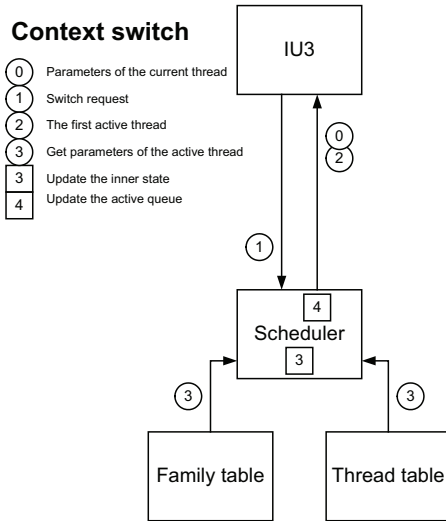 Context switch
0 Parameters of the current thread
1 Switch request
2 The first active thread
3 Get parameters of the active thread
3 Update the inner state
4 Update the active queue
IU3
0
2
1
4
Scheduler
3
3
3
Family table
Thread table